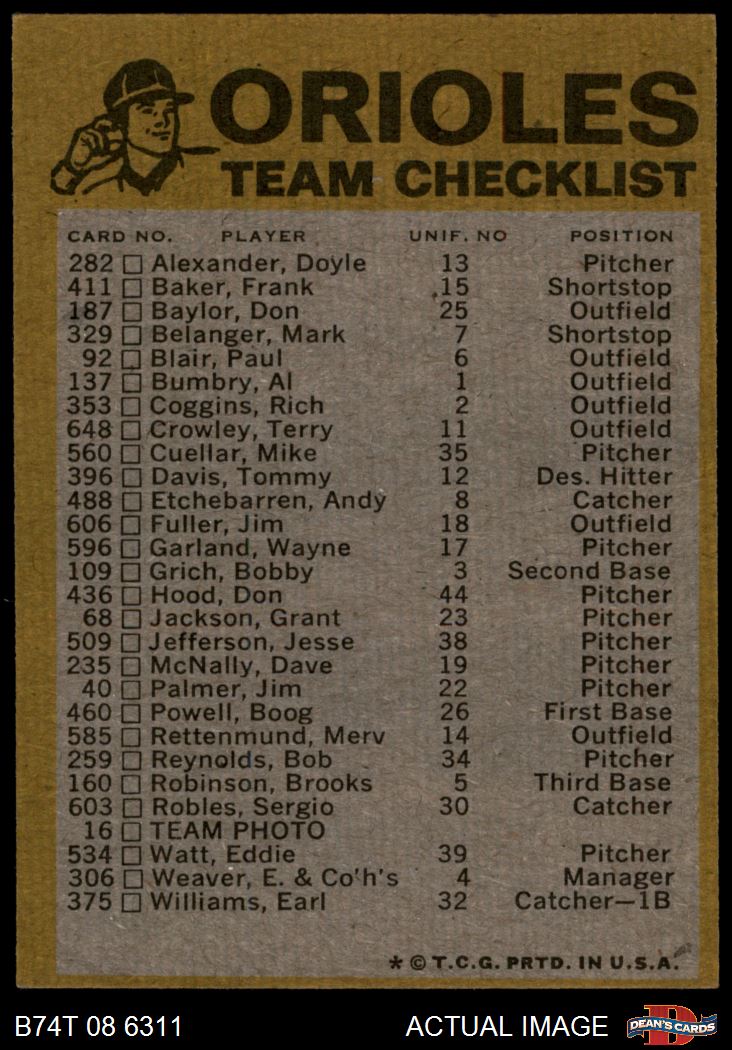 ORIOLES
TEAM CHECKLIST
CARD NO. PLAYER UNIF. NO POSITION
282 □ Alexander, Doyle 13 Pitcher
411 □ Baker, Frank 15 Shortstop
187 □ Baylor, Don 25 Outfield
329 □ Belanger, Mark 7 Shortstop
92 □ Blair, Paul 6 Outfield
137 □ Bumbry, Al 1 Outfield
353 □ Coggins, Rich 2 Outfield
648 □ Crowley, Terry 11 Outfield
560 □ Cuellar, Mike 35 Pitcher
396 □ Davis, Tommy 12 Des. Hitter
488 □ Etchebarren, Andy 8 Catcher
606 □ Fuller, Jim 18 Outfield
596 □ Garland, Wayne 17 Pitcher
109 □ Grich, Bobby 3 Second Base
436 □ Hood, Don 44 Pitcher
68 □ Jackson, Grant 23 Pitcher
509 □ Jefferson, Jesse 38 Pitcher
235 □ McNally, Dave 19 Pitcher
40 □ Palmer, Jim 22 Pitcher
460 □ Powell, Boog 26 First Base
585 □ Rettenmund, Merv 14 Outfield
259 □ Reynolds, Bob 34 Pitcher
160 □ Robinson, Brooks 5 Third Base
603 □ Robles, Sergio 30 Catcher
16 □ TEAM PHOTO
534 □ Watt, Eddie 39 Pitcher
306 □ Weaver, E. & Co'h's 4 Manager
375 □ Williams, Earl 32 Catcher—1B
* © T.C.G. PRTD. IN U.S.A.
B74T 08 6311 ACTUAL IMAGE DEAN'S CARDS